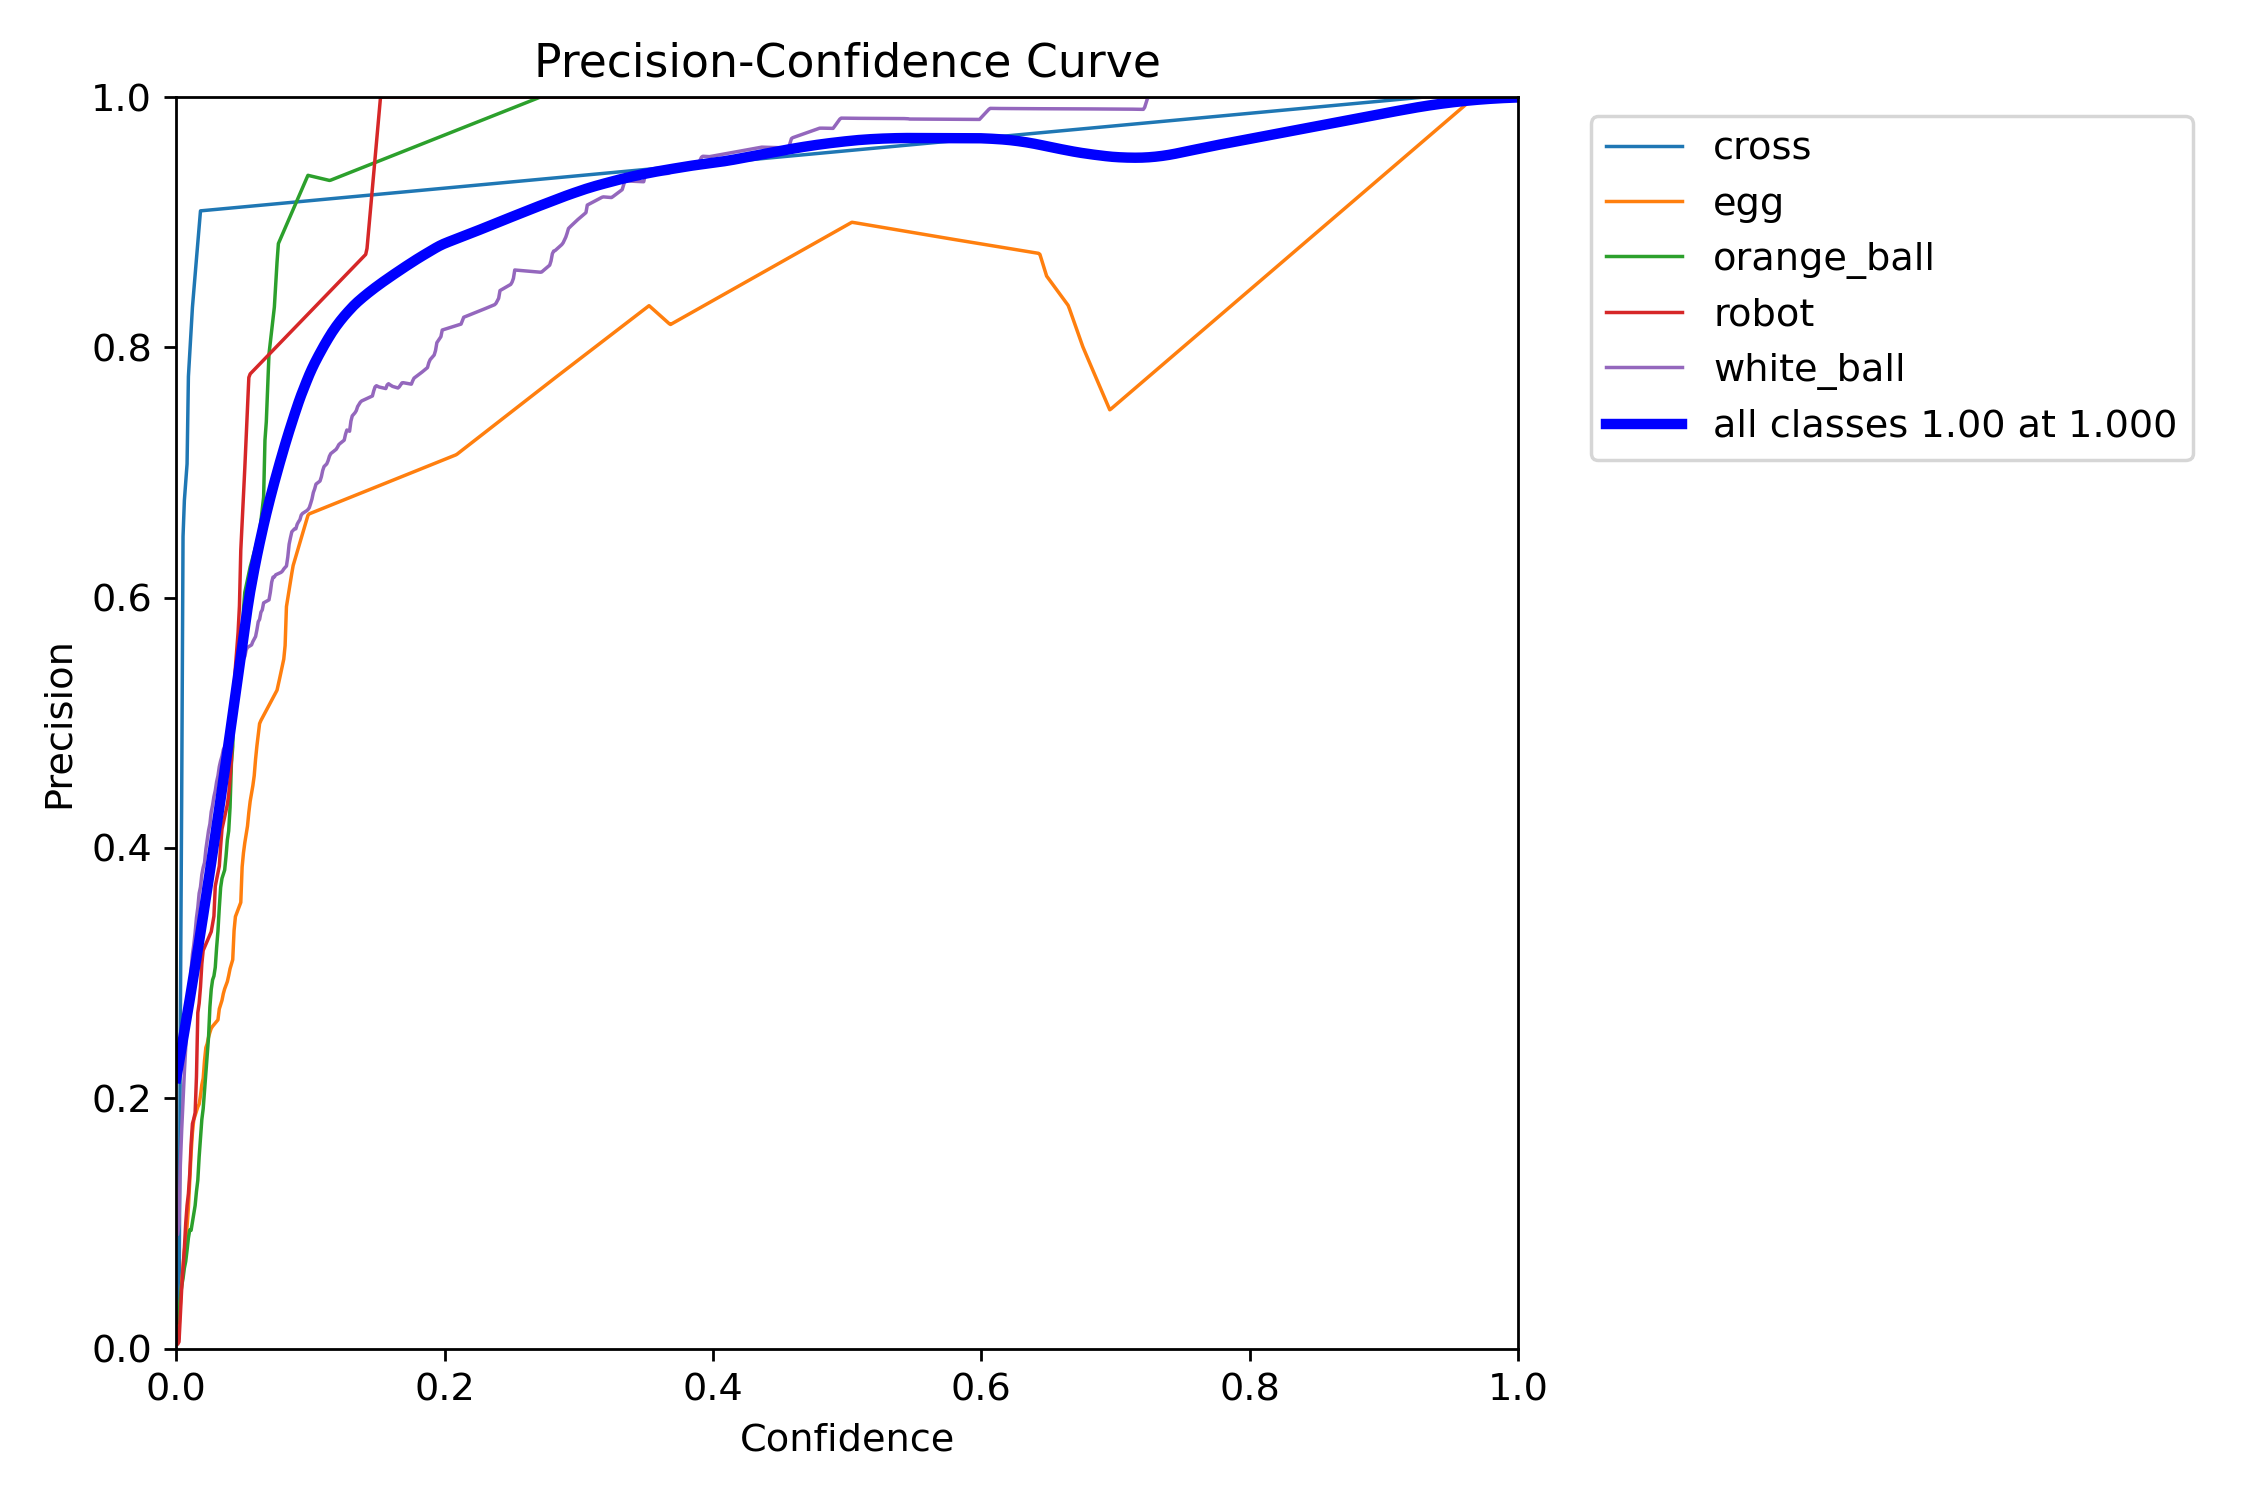 Precision-Confidence Curve
1.0
0.8
0.6
0.4
0.2
0.0
Precision
0.0 0.2 0.4 0.6 0.8 1.0
Confidence
cross
egg
orange_ball
robot
white_ball
all classes 1.00 at 1.000